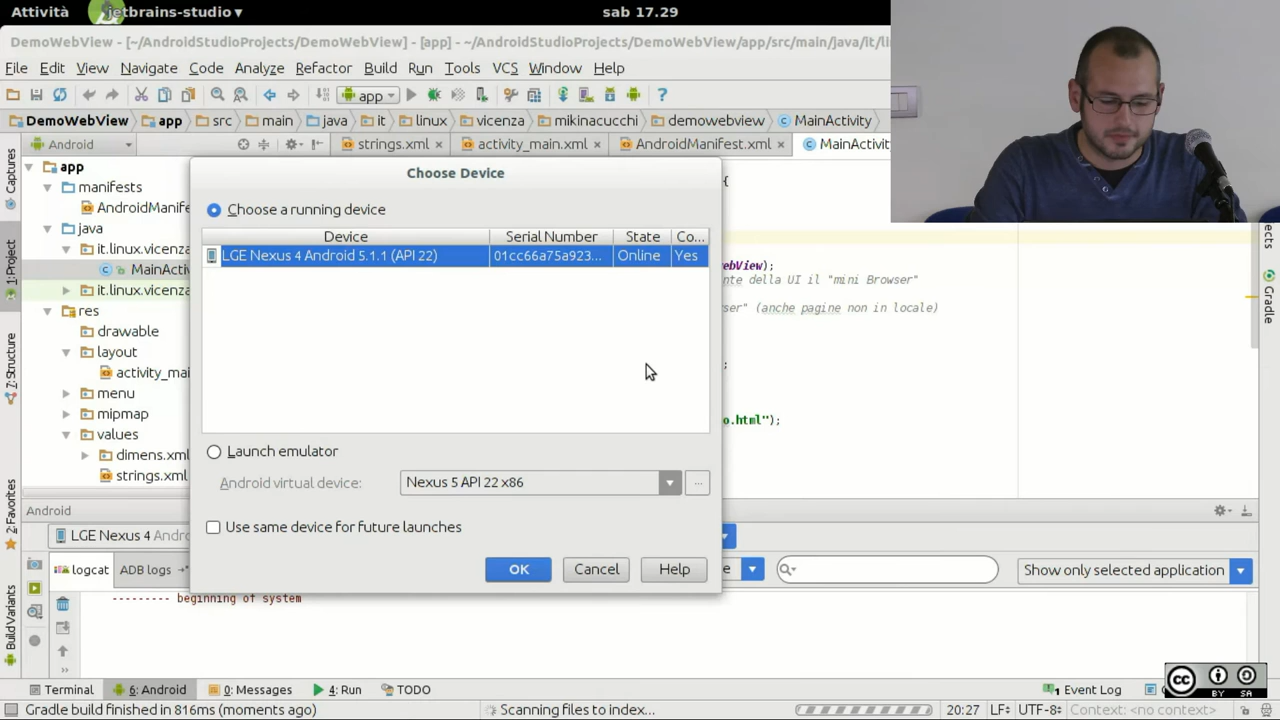 Attività jetbrains-studio ▾ sab 17.29
DemoWebView - [~/AndroidStudioProjects/DemoWebView] - [app] - ~/AndroidStudioProjects/DemoWebView/app/src/main/java/it/li
File Edit View Navigate Code Analyze Refactor Build Run Tools VCS Window Help
app
DemoWebView app src main java it linux vicenza mikinacucchi demowebview MainActivity
Android strings.xml activity_main.xml AndroidManifest.xml MainActivit
app
manifests
AndroidManife
java
it.linux.vicenza
MainActiv
it.linux.vicenza
res
drawable
layout
activity_mai
menu
mipmap
values
dimens.xml
strings.xml
Captures
1: Project
7: Structure
2: Favorites
Build Variants
Choose Device
Choose a running device
Device Serial Number State Co...
LGE Nexus 4 Android 5.1.1 (API 22) 01cc66a75a923... Online Yes
Launch emulator
Android virtual device: Nexus 5 API 22 x86 ...
Use same device for future launches
OK Cancel Help
{
ebView);
nte della UI il "mini Browser"
ser" (anche pagine non in locale)
;
o.html");
ects
Gradle
Android
LGE Nexus 4 Andro
logcat ADB logs e Show only selected application
--------- beginning of system
Terminal 6: Android 0: Messages 4: Run TODO 1 Event Log
Gradle build finished in 816ms (moments ago) Scanning files to index... 20:27 LF÷ UTF-8÷ Context: <no context>
cc BY SA